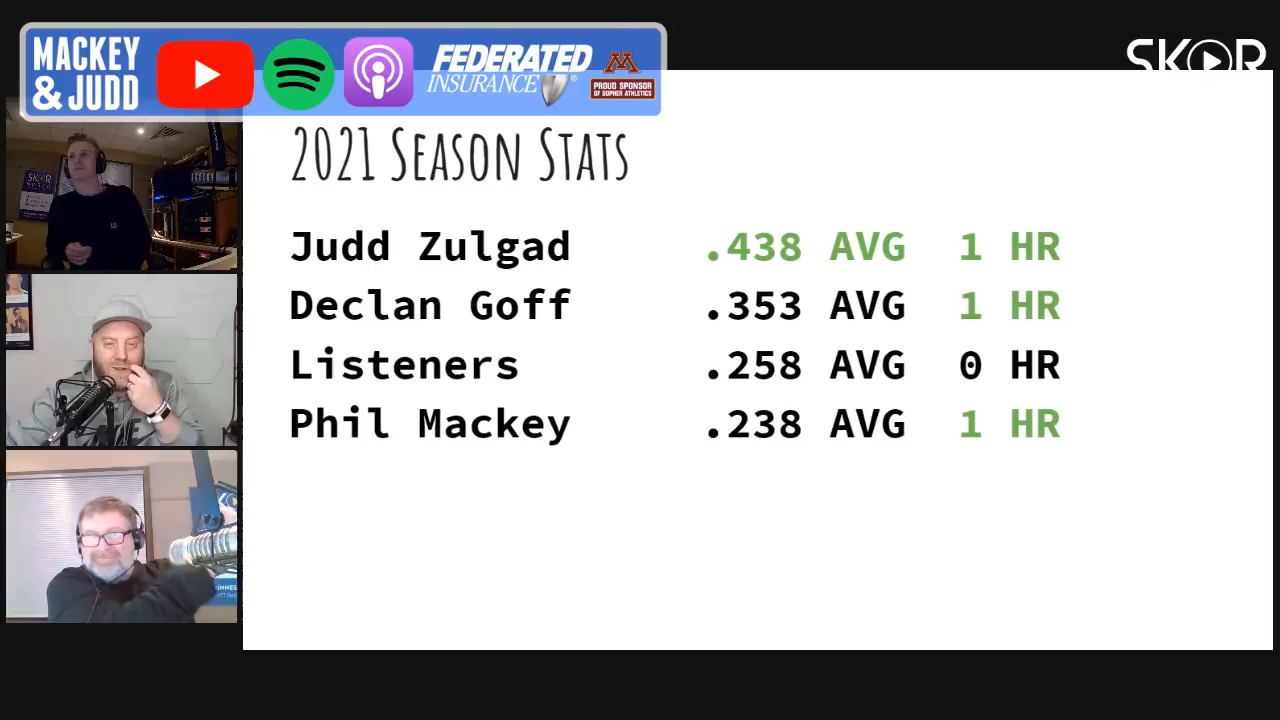 MACKEY
& JUDD
FEDERATED
INSURANCE
M
PROUD SPONSOR
OF GOPHER ATHLETICS
SKOR
2021 SEASON STATS
Judd Zulgad .438 AVG 1 HR
Declan Goff .353 AVG 1 HR
Listeners .258 AVG 0 HR
Phil Mackey .238 AVG 1 HR
SKOR